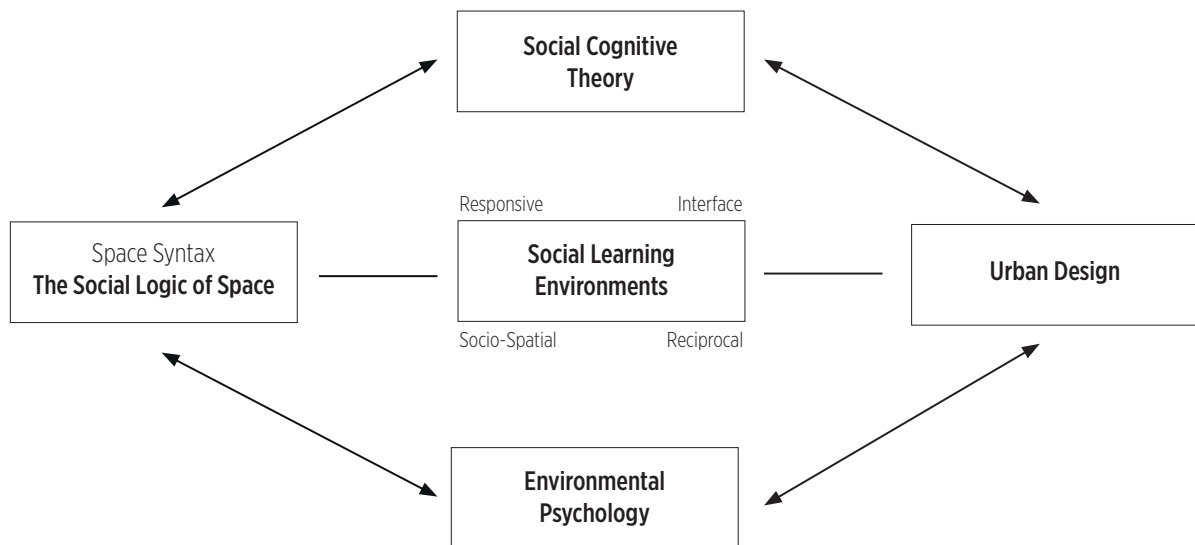 Social Cognitive
Theory
Responsive Interface
Space Syntax
The Social Logic of Space
Social Learning
Environments
Urban Design
Socio-Spatial Reciprocal
Environmental
Psychology